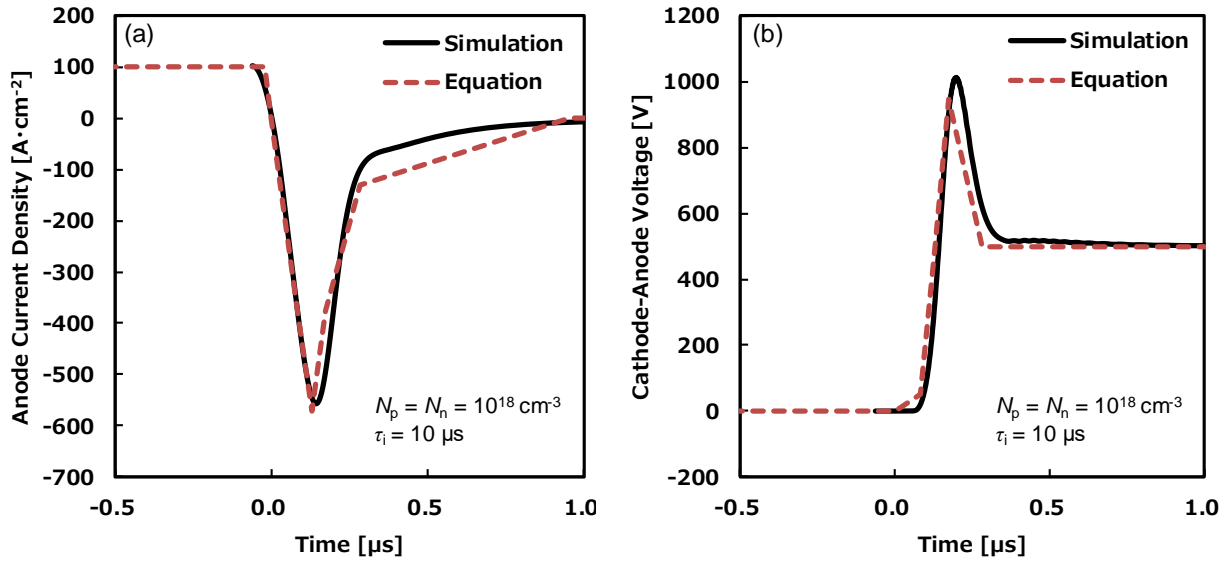 (a)
Simulation
Equation
200
100
0
-100
-200
-300
-400
-500
-600
-700
Anode Current Density [A·cm-2]
Np = Nn = 1018 cm-3
τi = 10 µs
-0.5
0.0
0.5
1.0
Time [µs]
(b)
Simulation
Equation
1200
1000
800
600
400
200
0
-200
Cathode-Anode Voltage [V]
Np = Nn = 1018 cm-3
τi = 10 µs
-0.5
0.0
0.5
1.0
Time [µs]